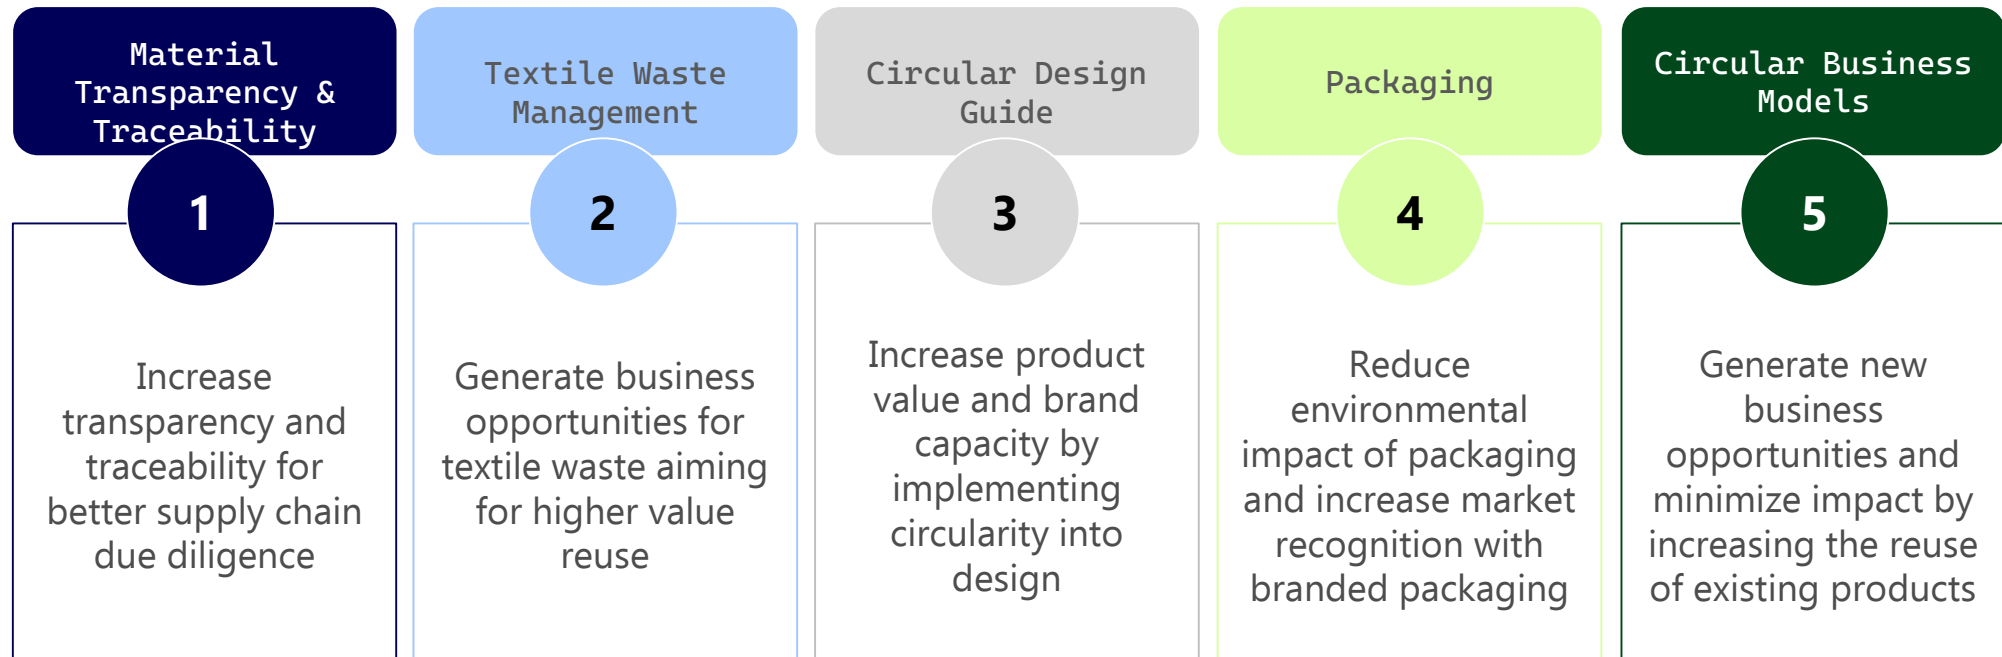 Material
Transparency &
Traceability
1
Increase
transparency and
traceability for
better supply chain
due diligence
Textile Waste
Management
2
Generate business
opportunities for
textile waste aiming
for higher value
reuse
Circular Design
Guide
3
Increase product
value and brand
capacity by
implementing
circularity into
design
Packaging
4
Reduce
environmental
impact of packaging
and increase market
recognition with
branded packaging
Circular Business
Models
5
Generate new
business
opportunities and
minimize impact by
increasing the reuse
of existing products